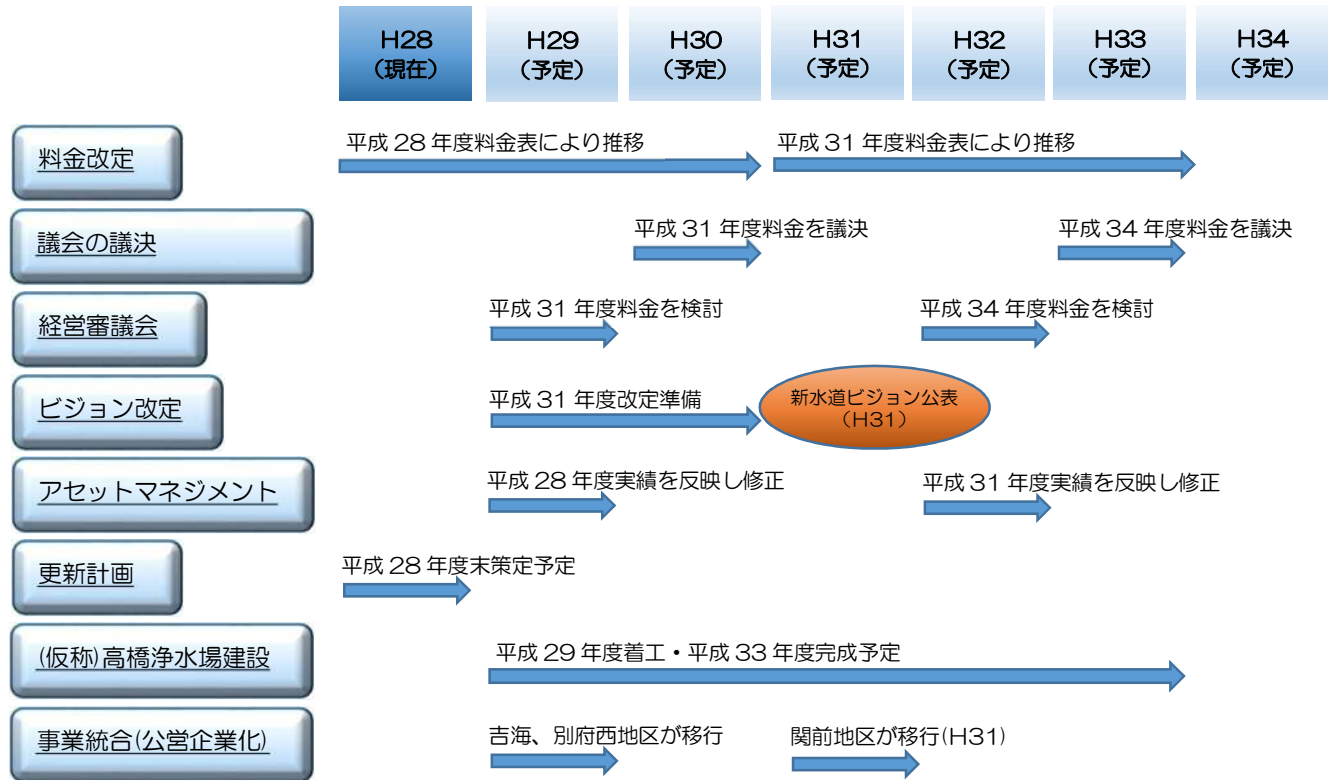 H28 H29 H30 H31 H32 H33 H34
(現在) (予定) (予定) (予定) (予定) (予定) (予定)
料金改定
平成 28 年度料金表により推移
平成 31 年度料金表により推移
議会の議決
平成 31 年度料金を議決
平成 34 年度料金を議決
経営審議会
平成 31 年度料金を検討
平成 34 年度料金を検討
ビジョン改定
平成 31 年度改定準備
新水道ビジョン公表
(H31)
アセットマネジメント
平成 28 年度実績を反映し修正
平成 31 年度実績を反映し修正
更新計画
平成 28 年度末策定予定
(仮称)高橋浄水場建設
平成 29 年度着工・平成 33 年度完成予定
事業統合(公営企業化)
吉海、別府西地区が移行
関前地区が移行(H31)